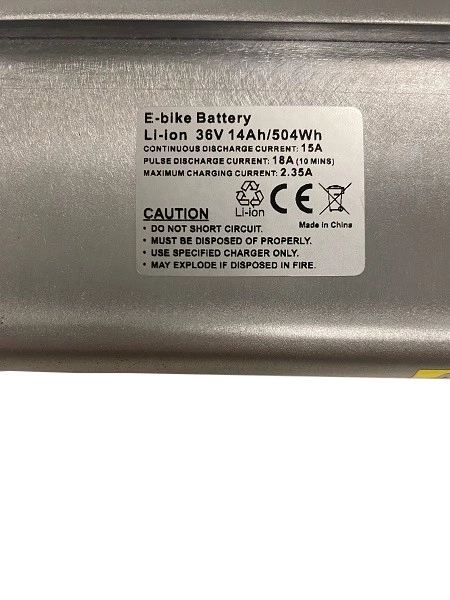 E-bike Battery
Li-ion 36V 14Ah/504Wh
CONTINUOUS DISCHARGE CURRENT: 15A
PULSE DISCHARGE CURRENT: 18A (10 MINS)
MAXIMUM CHARGING CURRENT: 2.35A
Li-ion
CE
Made in China
CAUTION
• DO NOT SHORT CIRCUIT.
• MUST BE DISPOSED OF PROPERLY.
• USE SPECIFIED CHARGER ONLY.
• MAY EXPLODE IF DISPOSED IN FIRE.